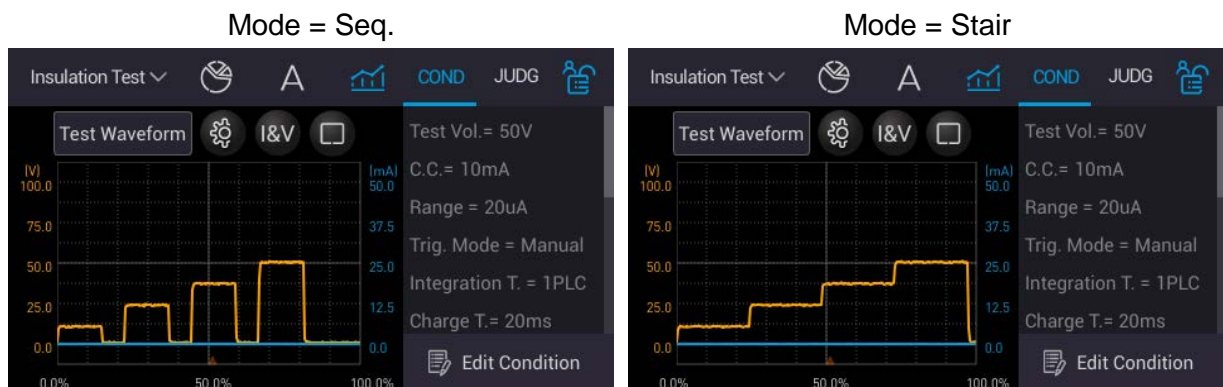 Mode = Seq.
Insulation Test
A
COND
JUDG
Test Waveform
I&V
Test Vol.= 50V
C.C.= 10mA
Range = 20uA
Trig. Mode = Manual
Integration T. = 1PLC
Charge T.= 20ms
Edit Condition
(V)
100.0
75.0
50.0
25.0
0.0
(mA)
50.0
37.5
25.0
12.5
0.0
0.0%
50.0%
100.0%
Mode = Stair
Insulation Test
A
COND
JUDG
Test Waveform
I&V
Test Vol.= 50V
C.C.= 10mA
Range = 20uA
Trig. Mode = Manual
Integration T. = 1PLC
Charge T.= 20ms
Edit Condition
(V)
100.0
75.0
50.0
25.0
0.0
(mA)
50.0
37.5
25.0
12.5
0.0
0.0%
50.0%
100.0%